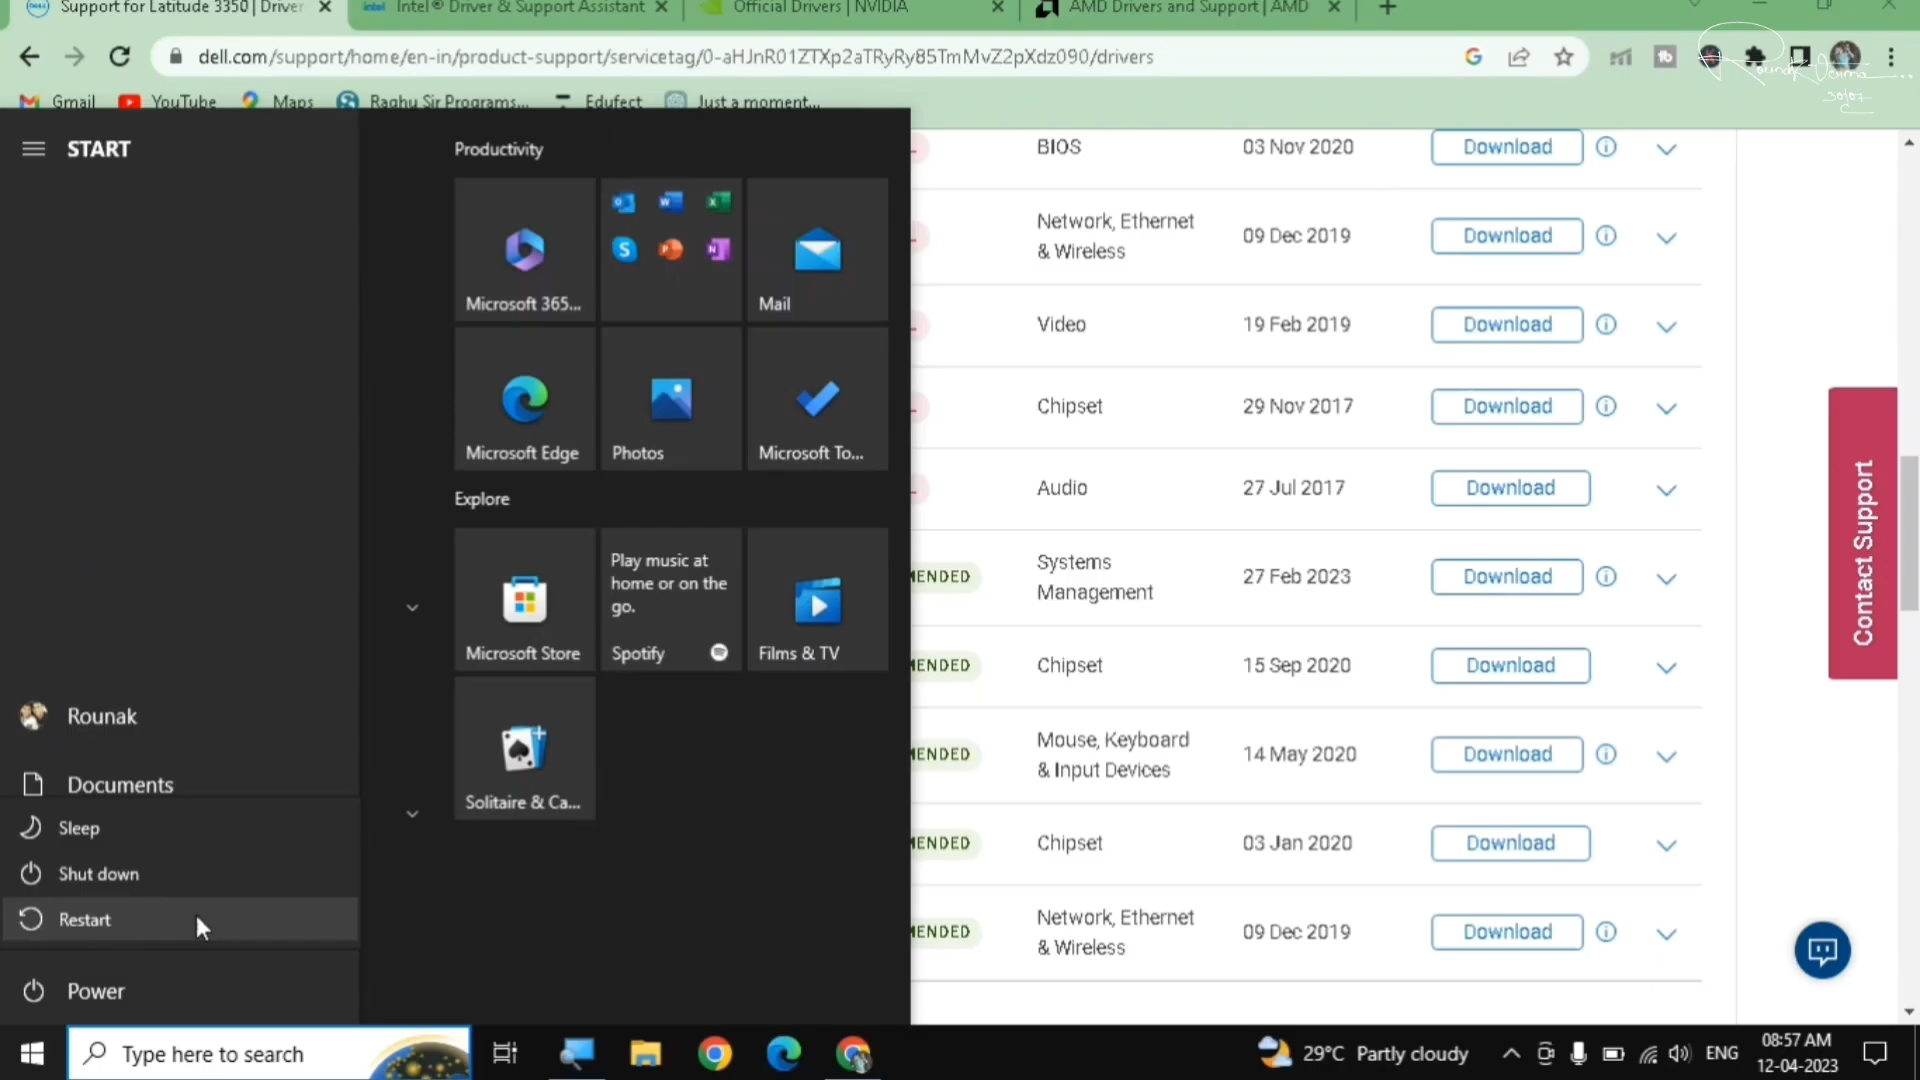 Support for Latitude 3350 | Driver
Intel® Driver & Support Assistant
Official Drivers | NVIDIA
AMD Drivers and Support | AMD
dell.com/support/home/en-in/product-support/servicetag/0-aHJnR01ZTXp2aTRyRy85TmMvZ2pXdz090/drivers
Gmail
YouTube
Maps
Raghu Sir Programs...
Edufect
Just a moment...
START
Productivity
Microsoft 365...
Mail
Microsoft Edge
Photos
Microsoft To...
Explore
Microsoft Store
Play music at
home or on the
go.
Spotify
Films & TV
Solitaire & Ca...
Rounak
Documents
Sleep
Shut down
Restart
Power
BIOS 03 Nov 2020 Download
Network, Ethernet
& Wireless 09 Dec 2019 Download
Video 19 Feb 2019 Download
Chipset 29 Nov 2017 Download
Audio 27 Jul 2017 Download
MENDED Systems
Management 27 Feb 2023 Download
MENDED Chipset 15 Sep 2020 Download
MENDED Mouse, Keyboard
& Input Devices 14 May 2020 Download
MENDED Chipset 03 Jan 2020 Download
MENDED Network, Ethernet
& Wireless 09 Dec 2019 Download
Contact Support
Type here to search
29°C Partly cloudy
ENG
08:57 AM
12-04-2023